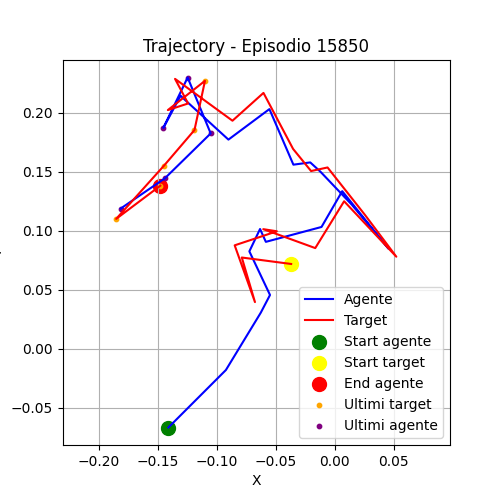 Trajectory - Episodio 15850
0.20
0.15
0.10
0.05
0.00
−0.05
−0.20
−0.15
−0.10
−0.05
0.00
0.05
X
Agente
Target
Start agente
Start target
End agente
Ultimi target
Ultimi agente